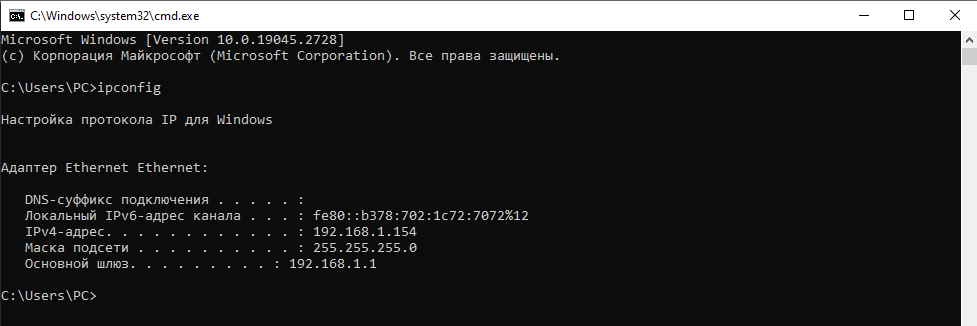 C:\Windows\system32\cmd.exe
Microsoft Windows [Version 10.0.19045.2728]
(c) Корпорация Майкрософт (Microsoft Corporation). Все права защищены.
C:\Users\PC>ipconfig
Настройка протокола IP для Windows
Адаптер Ethernet Ethernet:
DNS-суффикс подключения . . . . . :
Локальный IPv6-адрес канала . . . : fe80::b378:702:1c72:7072%12
IPv4-адрес. . . . . . . . . . . . : 192.168.1.154
Маска подсети . . . . . . . . . . : 255.255.255.0
Основной шлюз. . . . . . . . . : 192.168.1.1
C:\Users\PC>